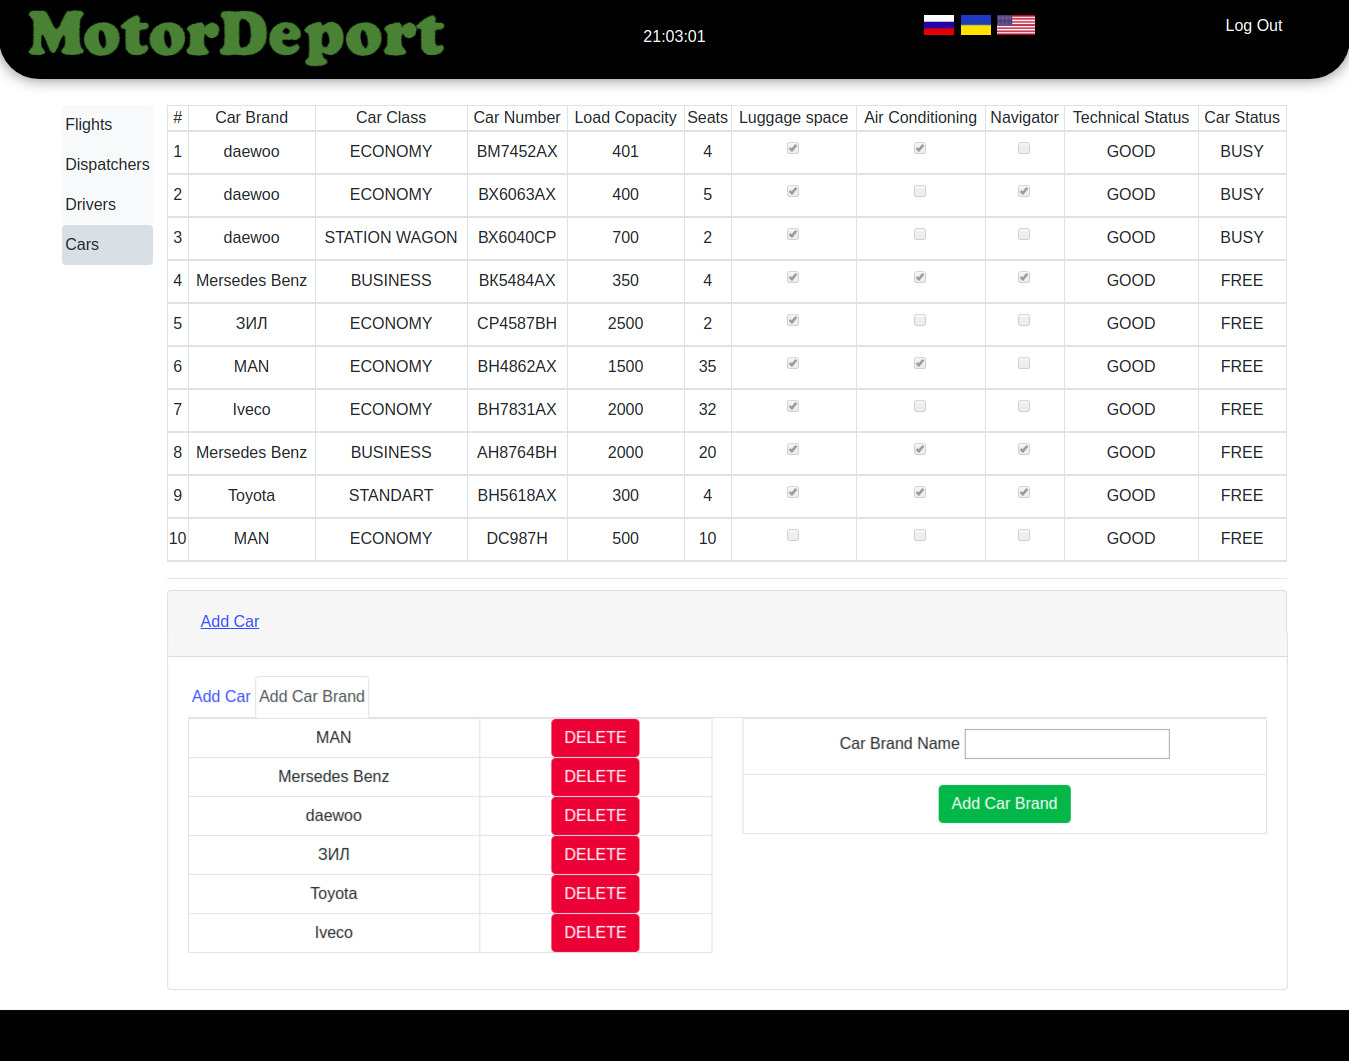 MotorDeport
21:03:01
Log Out
Flights
Dispatchers
Drivers
Cars
# Car Brand Car Class Car Number Load Copacity Seats Luggage space Air Conditioning Navigator Technical Status Car Status
1 daewoo ECONOMY BM7452AX 401 4 GOOD BUSY
2 daewoo ECONOMY BX6063AX 400 5 GOOD BUSY
3 daewoo STATION WAGON BX6040CP 700 2 GOOD BUSY
4 Mersedes Benz BUSINESS BK5484AX 350 4 GOOD FREE
5 ЗИЛ ECONOMY CP4587BH 2500 2 GOOD FREE
6 MAN ECONOMY BH4862AX 1500 35 GOOD FREE
7 Iveco ECONOMY BH7831AX 2000 32 GOOD FREE
8 Mersedes Benz BUSINESS AH8764BH 2000 20 GOOD FREE
9 Toyota STANDART BH5618AX 300 4 GOOD FREE
10 MAN ECONOMY DC987H 500 10 GOOD FREE
Add Car
Add Car Add Car Brand
MAN DELETE
Mersedes Benz DELETE
daewoo DELETE
ЗИЛ DELETE
Toyota DELETE
Iveco DELETE
Car Brand Name
Add Car Brand